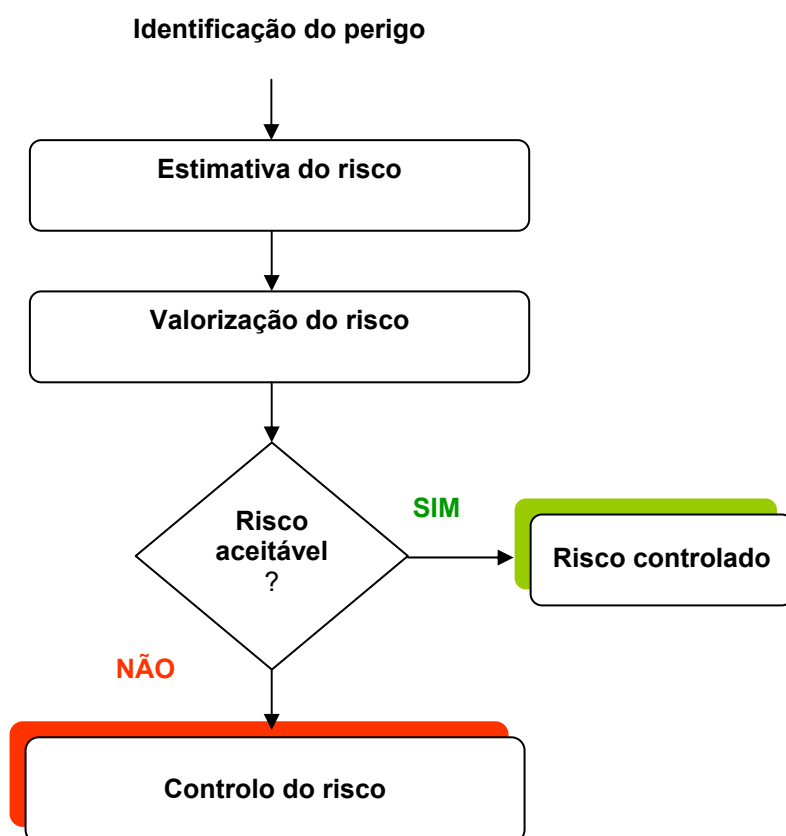 Identificação do perigo
Estimativa do risco
Valorização do risco
Risco
aceitável
?
SIM
Risco controlado
NÃO
Controlo do risco